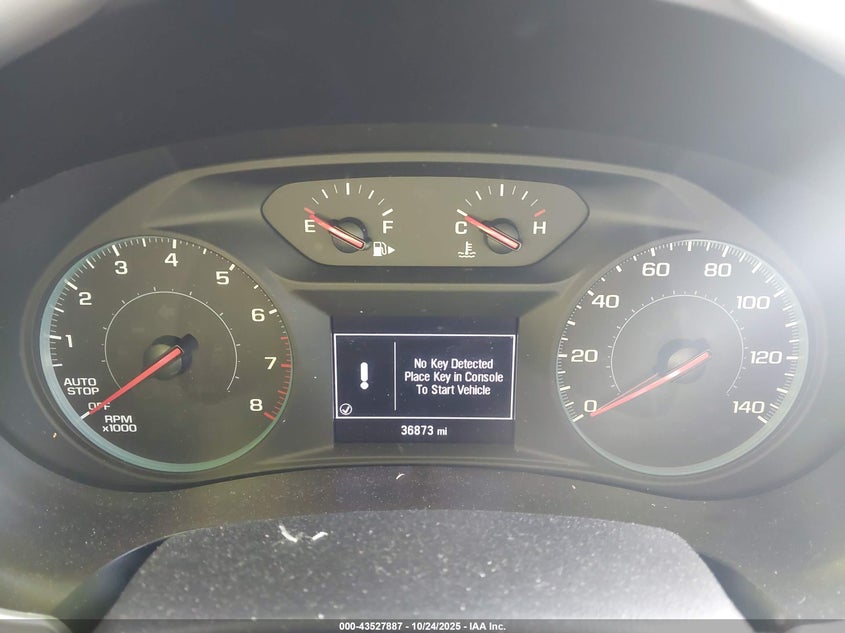 E F
C H
1 2 3 4 5 6 7 8
AUTO
STOP
OFF
RPM
x1000
No Key Detected
Place Key in Console
To Start Vehicle
36873 mi
0 20 40 60 80 100 120 140
000-43527887 • 10/24/2025 • IAA Inc.